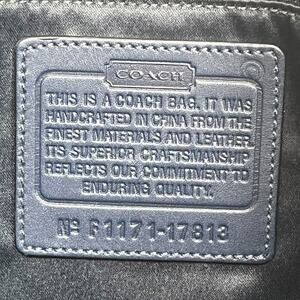 COACH
THIS IS A COACH BAG. IT WAS
HANDCRAFTED IN CHINA FROM THE
FINEST MATERIALS AND LEATHER.
ITS SUPERIOR CRAFTSMANSHIP
REFLECTS OUR COMMITMENT TO
ENDURING QUALITY.
Nº F1171-17813